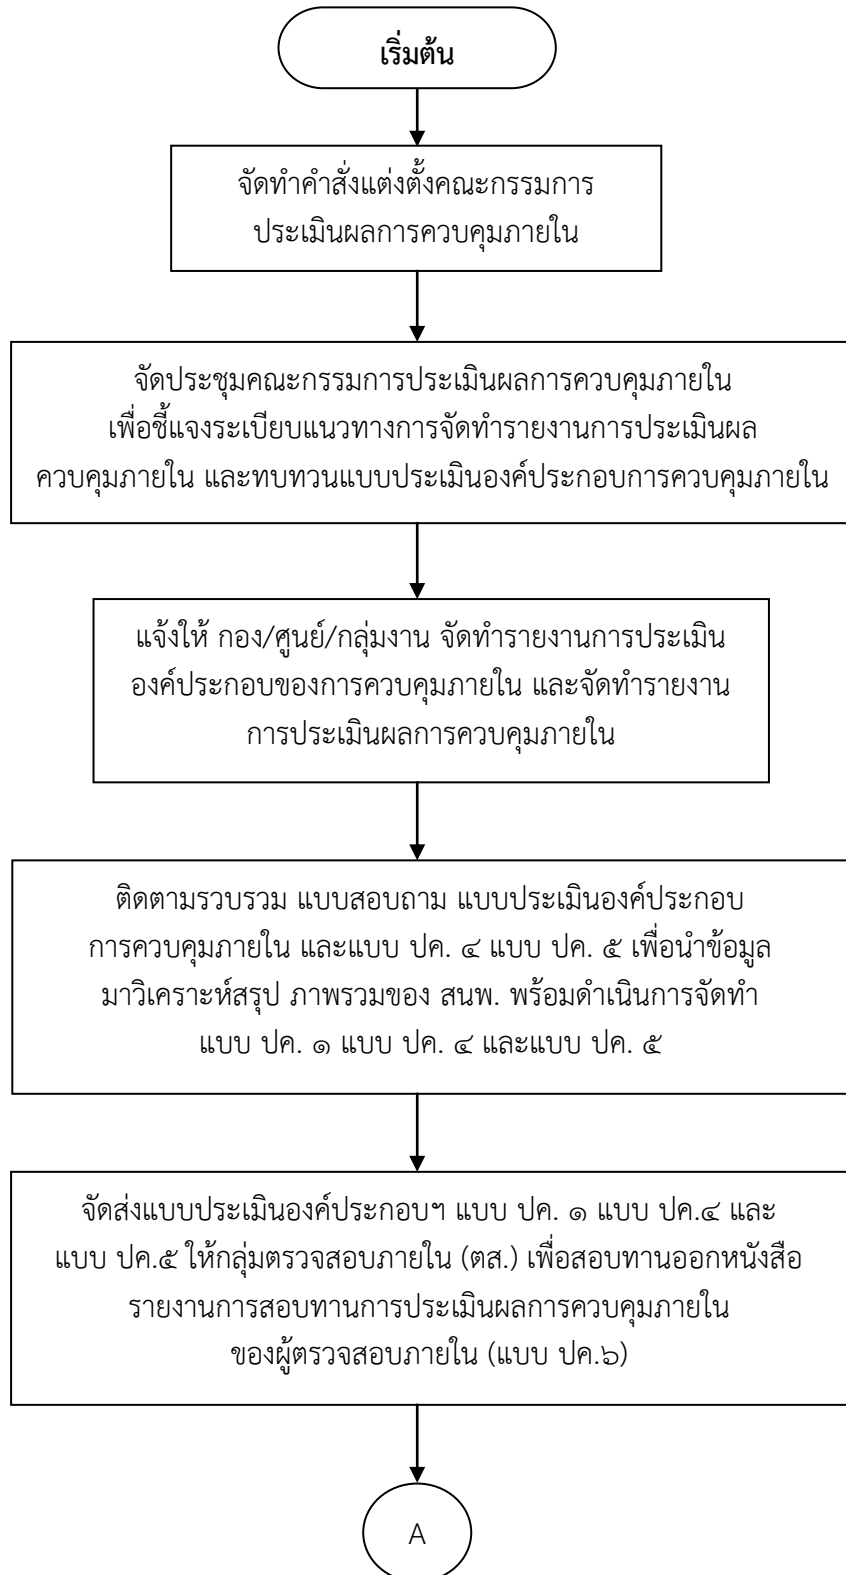 เริ่มต้น
จัดทำคำสั่งแต่งตั้งคณะกรรมการ
ประเมินผลการควบคุมภายใน
จัดประชุมคณะกรรมการประเมินผลการควบคุมภายใน
เพื่อชี้แจงระเบียบแนวทางการจัดทำรายงานการประเมินผล
ควบคุมภายใน และทบทวนแบบประเมินองค์ประกอบการควบคุมภายใน
แจ้งให้ กอง/ศูนย์/กลุ่มงาน จัดทำรายงานการประเมิน
องค์ประกอบของการควบคุมภายใน และจัดทำรายงาน
การประเมินผลการควบคุมภายใน
ติดตามรวบรวม แบบสอบถาม แบบประเมินองค์ประกอบ
การควบคุมภายใน และแบบ ปค. ๔ แบบ ปค. ๕ เพื่อนำข้อมูล
มาวิเคราะห์สรุป ภาพรวมของ สนพ. พร้อมดำเนินการจัดทำ
แบบ ปค. ๑ แบบ ปค. ๔ และแบบ ปค. ๕
จัดส่งแบบประเมินองค์ประกอบฯ แบบ ปค. ๑ แบบ ปค.๔ และ
แบบ ปค.๕ ให้กลุ่มตรวจสอบภายใน (ตส.) เพื่อสอบทานออกหนังสือ
รายงานการสอบทานการประเมินผลการควบคุมภายใน
ของผู้ตรวจสอบภายใน (แบบ ปค.๖)
A